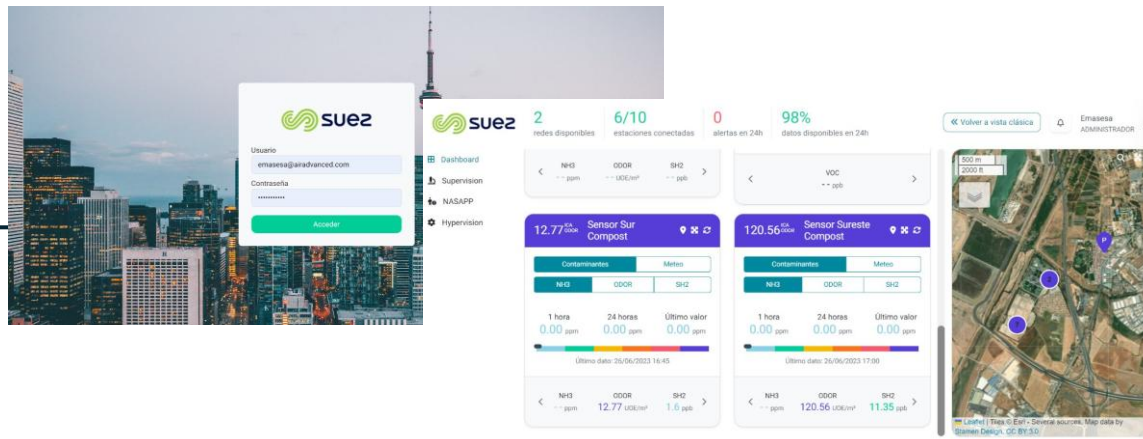 suez
Usuario
emasesa@airadvanced.com
Contraseña
Acceder
suez
Dashboard
Supervision
NASAPP
Hypervision
2
redes disponibles
6/10
estaciones conectadas
0
alertas en 24h
98%
datos disponibles en 24h
Volver a vista clásica
Emasesa
ADMINISTRADOR
NH3 ODOR SH2
-- ppm -- UOE/m³ -- ppb
VOC
-- ppb
12.77 ICA ODOR Sensor Sur Compost
Contaminantes Meteo
NH3 ODOR SH2
1 hora 24 horas Último valor
0.00 ppm 0.00 ppm 0.00 ppm
Último dato: 26/06/2023 16:45
NH3 ODOR SH2
-- ppm 12.77 UOE/m³ 1.6 ppb
120.56 ICA ODOR Sensor Sureste Compost
Contaminantes Meteo
NH3 ODOR SH2
1 hora 24 horas Último valor
0.00 ppm 0.00 ppm 0.00 ppm
Último dato: 26/06/2023 17:00
NH3 ODOR SH2
-- ppm 120.56 UOE/m³ 11.35 ppb
500 m
2000 ft
P
Leaflet | Tiles © Esri - Several sources, Map data by
Stamen Design, CC BY 3.0